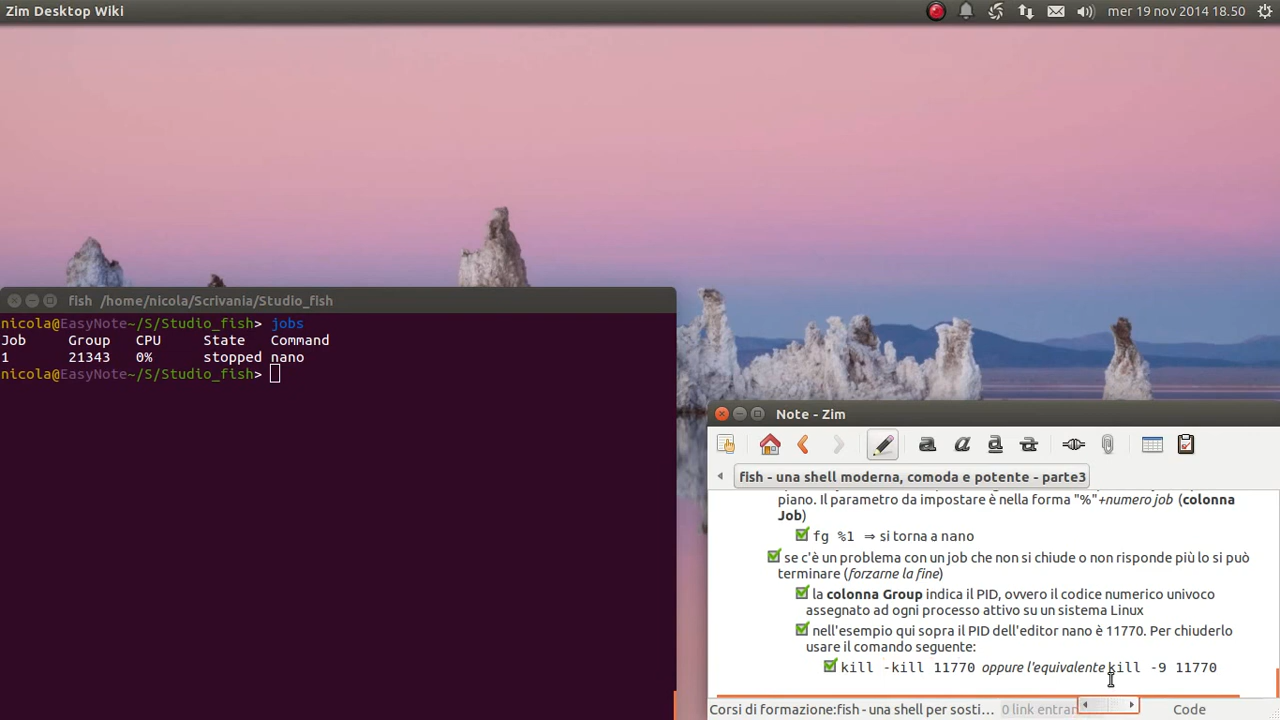 Zim Desktop Wiki
mer 19 nov 2014 18.50
fish /home/nicola/Scrivania/Studio_fish
nicola@EasyNote~/S/Studio_fish> jobs
Job Group CPU State Command
1 21343 0% stopped nano
nicola@EasyNote~/S/Studio_fish>
Note - Zim
fish - una shell moderna, comoda e potente - parte3
piano. Il parametro da impostare è nella forma "%"+numero job (colonna
Job)
fg %1 ⇒ si torna a nano
se c'è un problema con un job che non si chiude o non risponde più lo si può
terminare (forzarne la fine)
la colonna Group indica il PID, ovvero il codice numerico univoco
assegnato ad ogni processo attivo su un sistema Linux
nell'esempio qui sopra il PID dell'editor nano è 11770. Per chiuderlo
usare il comando seguente:
kill -kill 11770 oppure l'equivalente kill -9 11770
Corsi di formazione:fish - una shell per sosti... 0 link entran Code